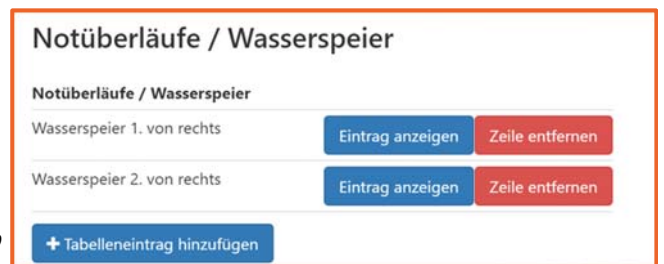 Notüberläufe / Wasserspeier
Notüberläufe / Wasserspeier
Wasserspeier 1. von rechts Eintrag anzeigen Zeile entfernen
Wasserspeier 2. von rechts Eintrag anzeigen Zeile entfernen
+ Tabelleneintrag hinzufügen